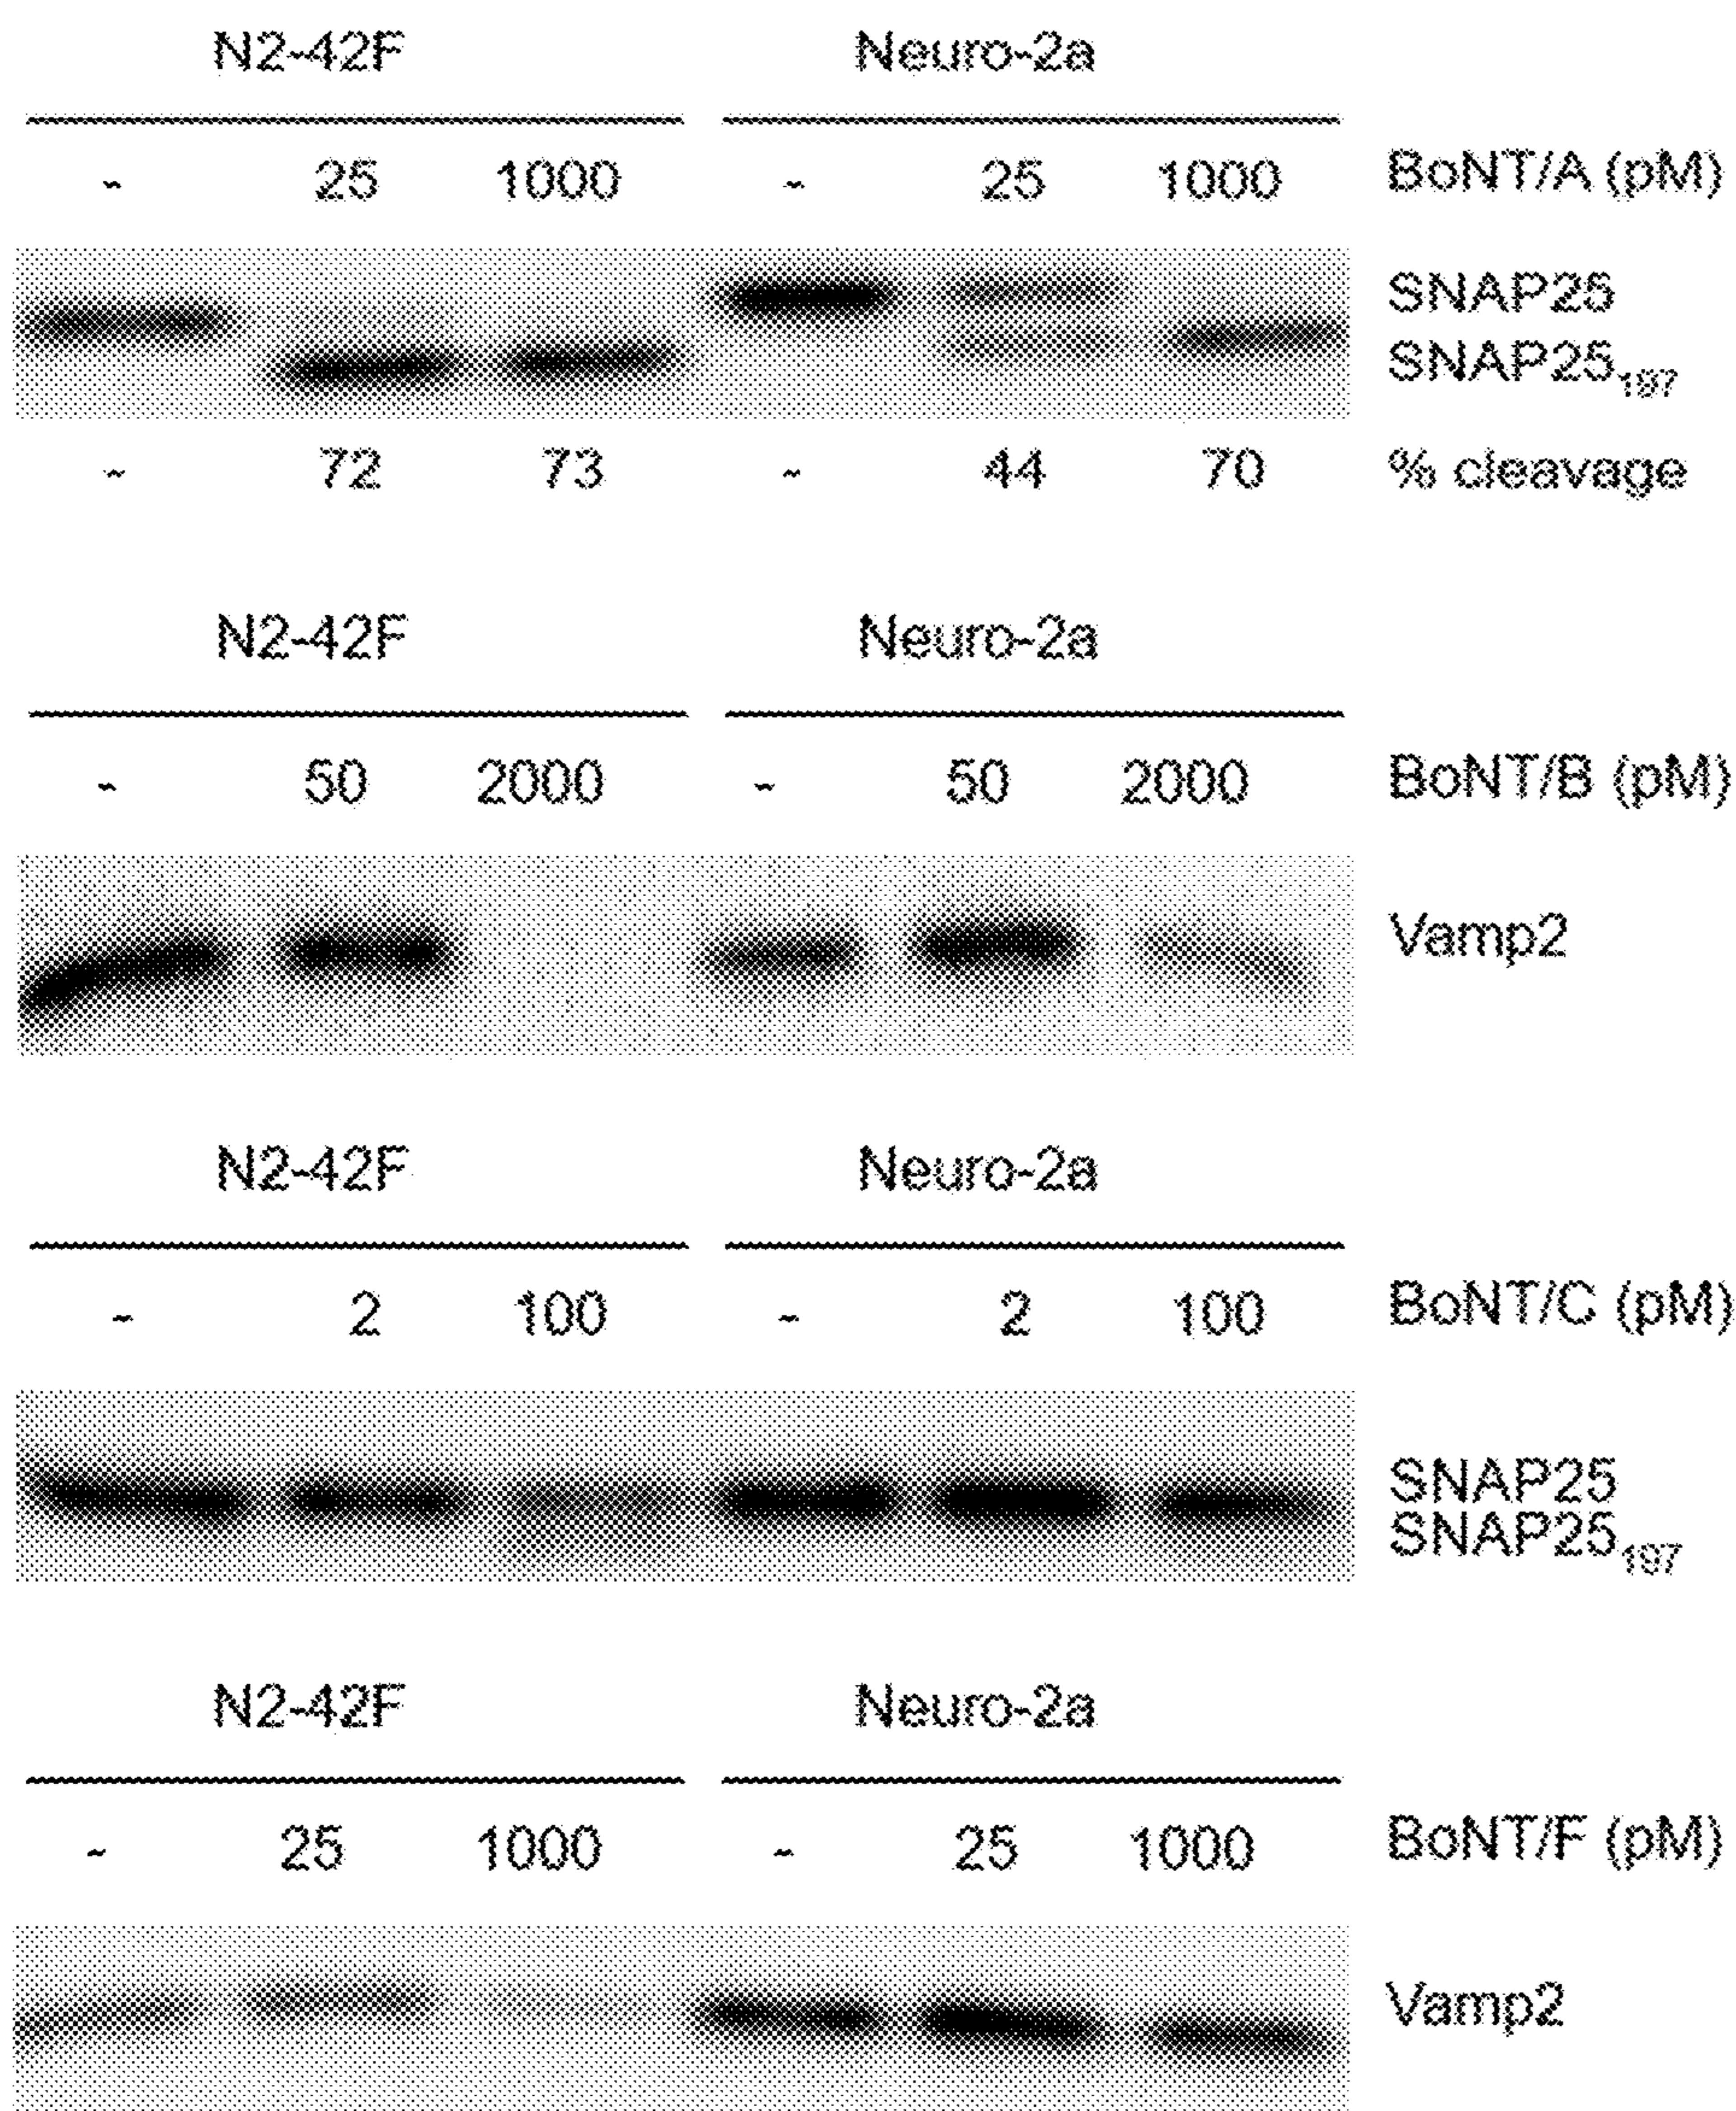 N2-42F Neuro-2a
- 25 1000 - 25 1000 BoNT/A (pM)
SNAP25
SNAP25₁₉₇
- 72 73 - 44 70 % cleavage
N2-42F Neuro-2a
- 50 2000 - 50 2000 BoNT/B (pM)
Vamp2
N2-42F Neuro-2a
- 2 100 - 2 100 BoNT/C (pM)
SNAP25
SNAP25₁₉₇
N2-42F Neuro-2a
- 25 1000 - 25 1000 BoNT/F (pM)
Vamp2